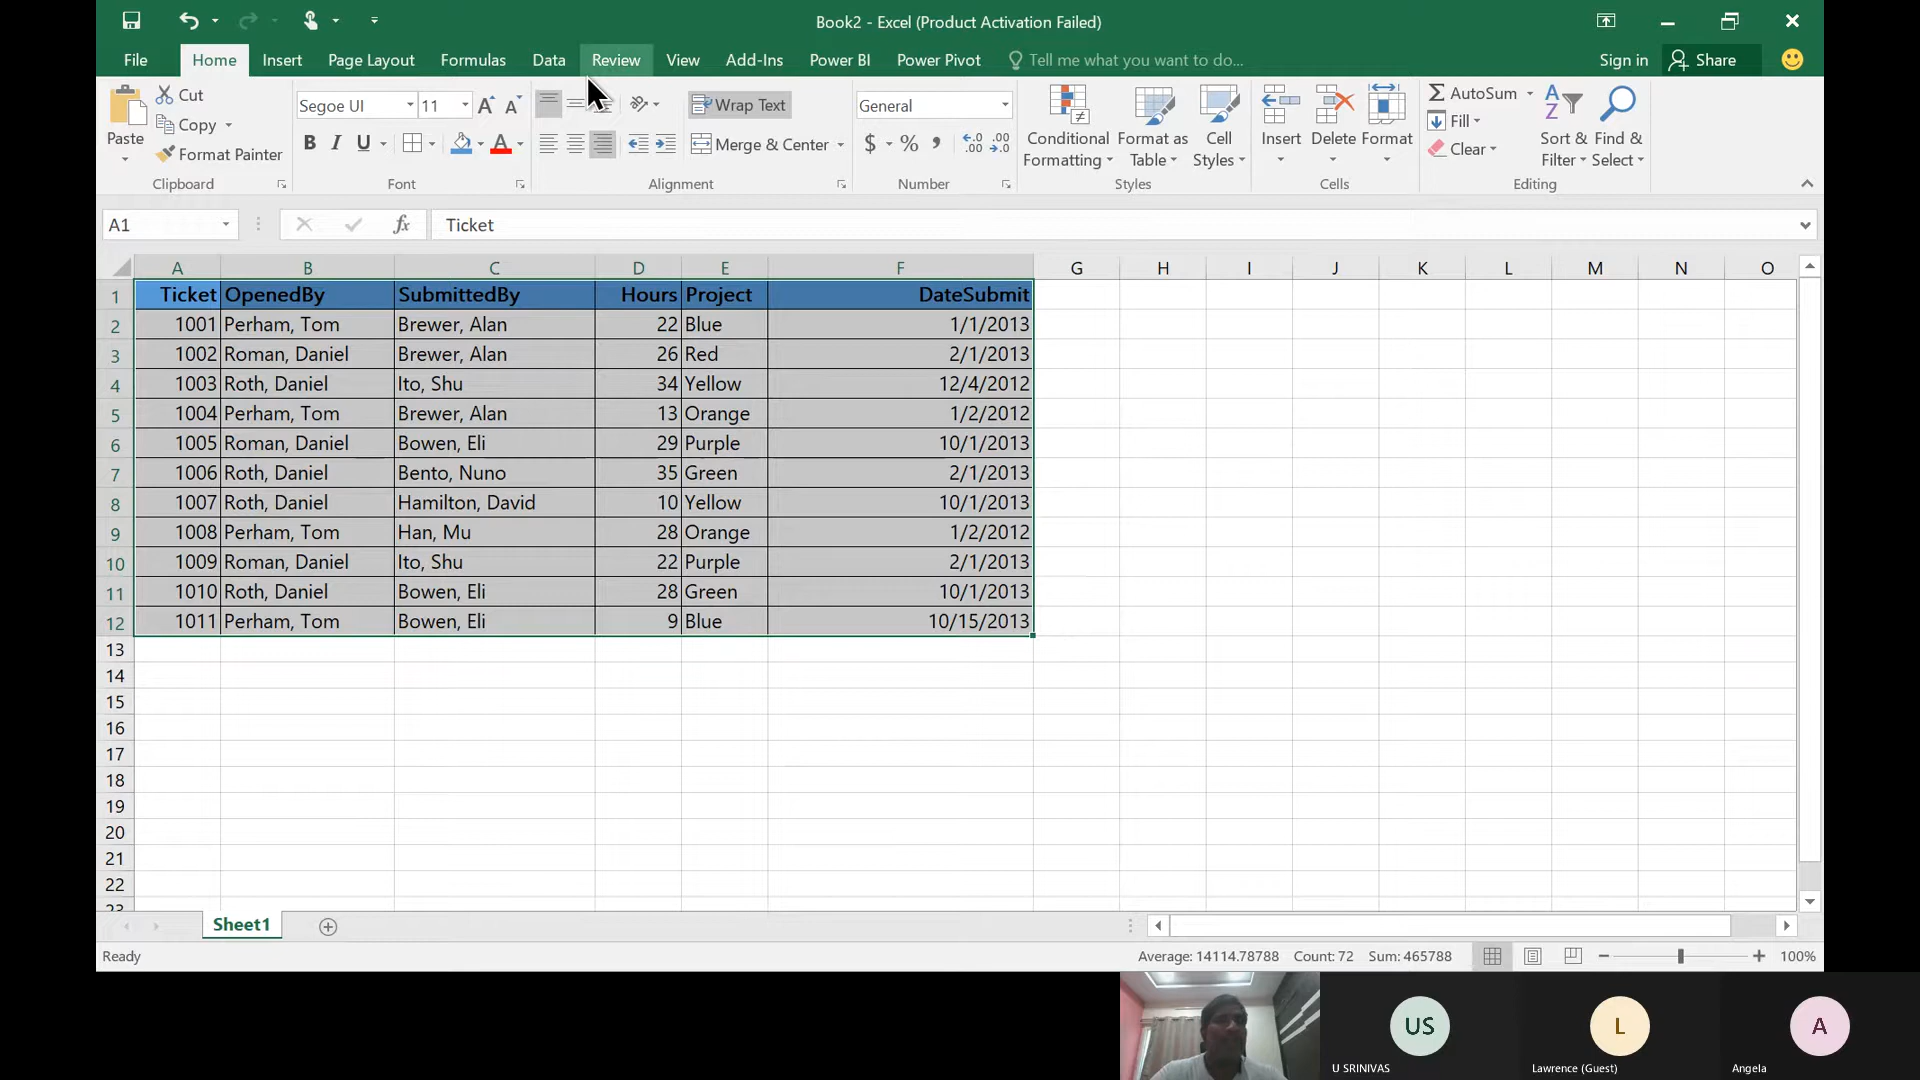 Book2 - Excel (Product Activation Failed)
File Home Insert Page Layout Formulas Data Review View Add-Ins Power BI Power Pivot Tell me what you want to do... Sign in Share
Paste
Cut
Copy
Format Painter
Clipboard
Segoe UI 11
B I U
Font
Wrap Text
Merge & Center
Alignment
General
$ % , .0 .00 .00 .0
Number
Conditional Formatting
Format as Table
Cell Styles
Styles
Insert Delete Format
Cells
AutoSum
Fill
Clear
Sort & Filter
Find & Select
Editing
A1 fx Ticket
A B C D E F G H I J K L M N O
1 Ticket OpenedBy SubmittedBy Hours Project DateSubmit
2 1001 Perham, Tom Brewer, Alan 22 Blue 1/1/2013
3 1002 Roman, Daniel Brewer, Alan 26 Red 2/1/2013
4 1003 Roth, Daniel Ito, Shu 34 Yellow 12/4/2012
5 1004 Perham, Tom Brewer, Alan 13 Orange 1/2/2012
6 1005 Roman, Daniel Bowen, Eli 29 Purple 10/1/2013
7 1006 Roth, Daniel Bento, Nuno 35 Green 2/1/2013
8 1007 Roth, Daniel Hamilton, David 10 Yellow 10/1/2013
9 1008 Perham, Tom Han, Mu 28 Orange 1/2/2012
10 1009 Roman, Daniel Ito, Shu 22 Purple 2/1/2013
11 1010 Roth, Daniel Bowen, Eli 28 Green 10/1/2013
12 1011 Perham, Tom Bowen, Eli 9 Blue 10/15/2013
13
14
15
16
17
18
19
20
21
22
23
Sheet1
Ready Average: 14114.78788 Count: 72 Sum: 465788 100%
US L A
U SRINIVAS Lawrence (Guest) Angela